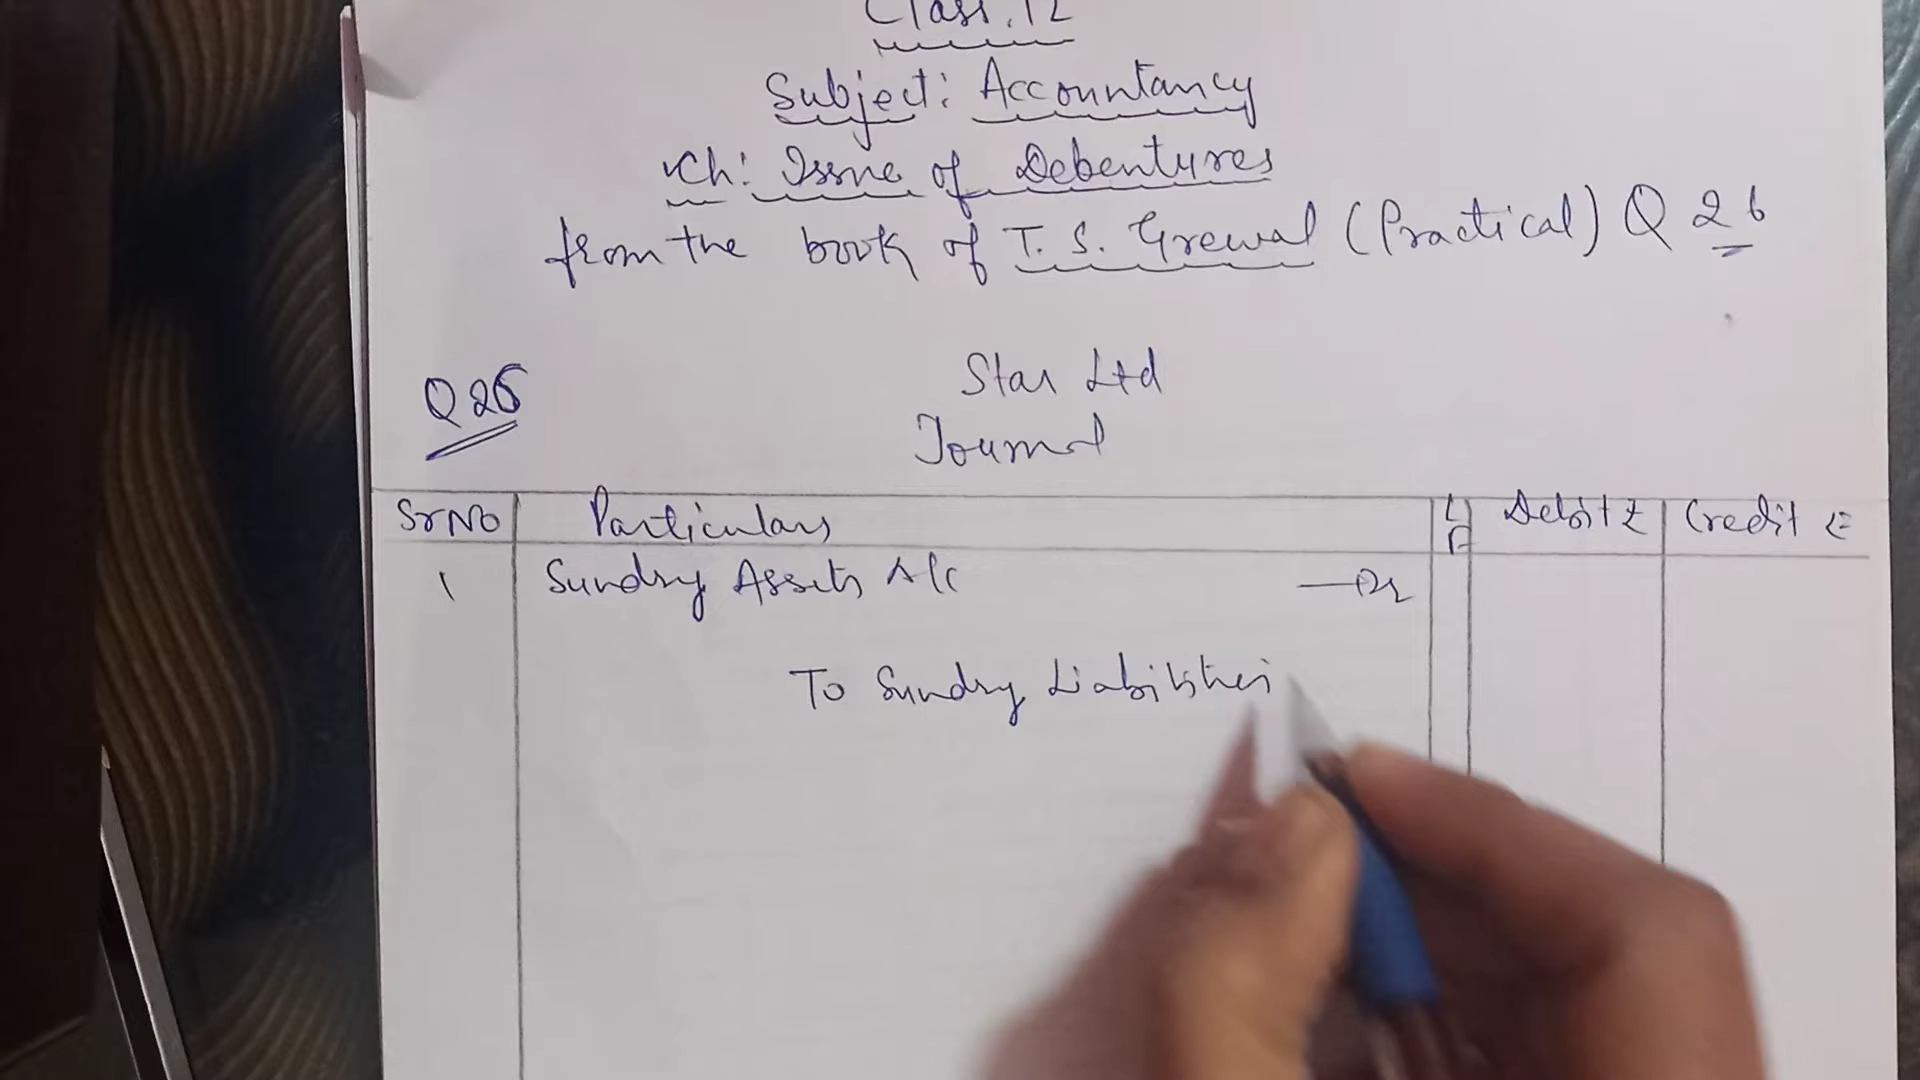 Class.12
Subject: Accountancy
Ch: Issue of Debentures
from the book of T. S. Grewal (Practical) Q 26
Q 26
Star Ltd
Journal
Sr No Particulars LF Debit ₹ Credit ₹
1 Sundry Assets A/c —Dr
To Sundry Liabilities